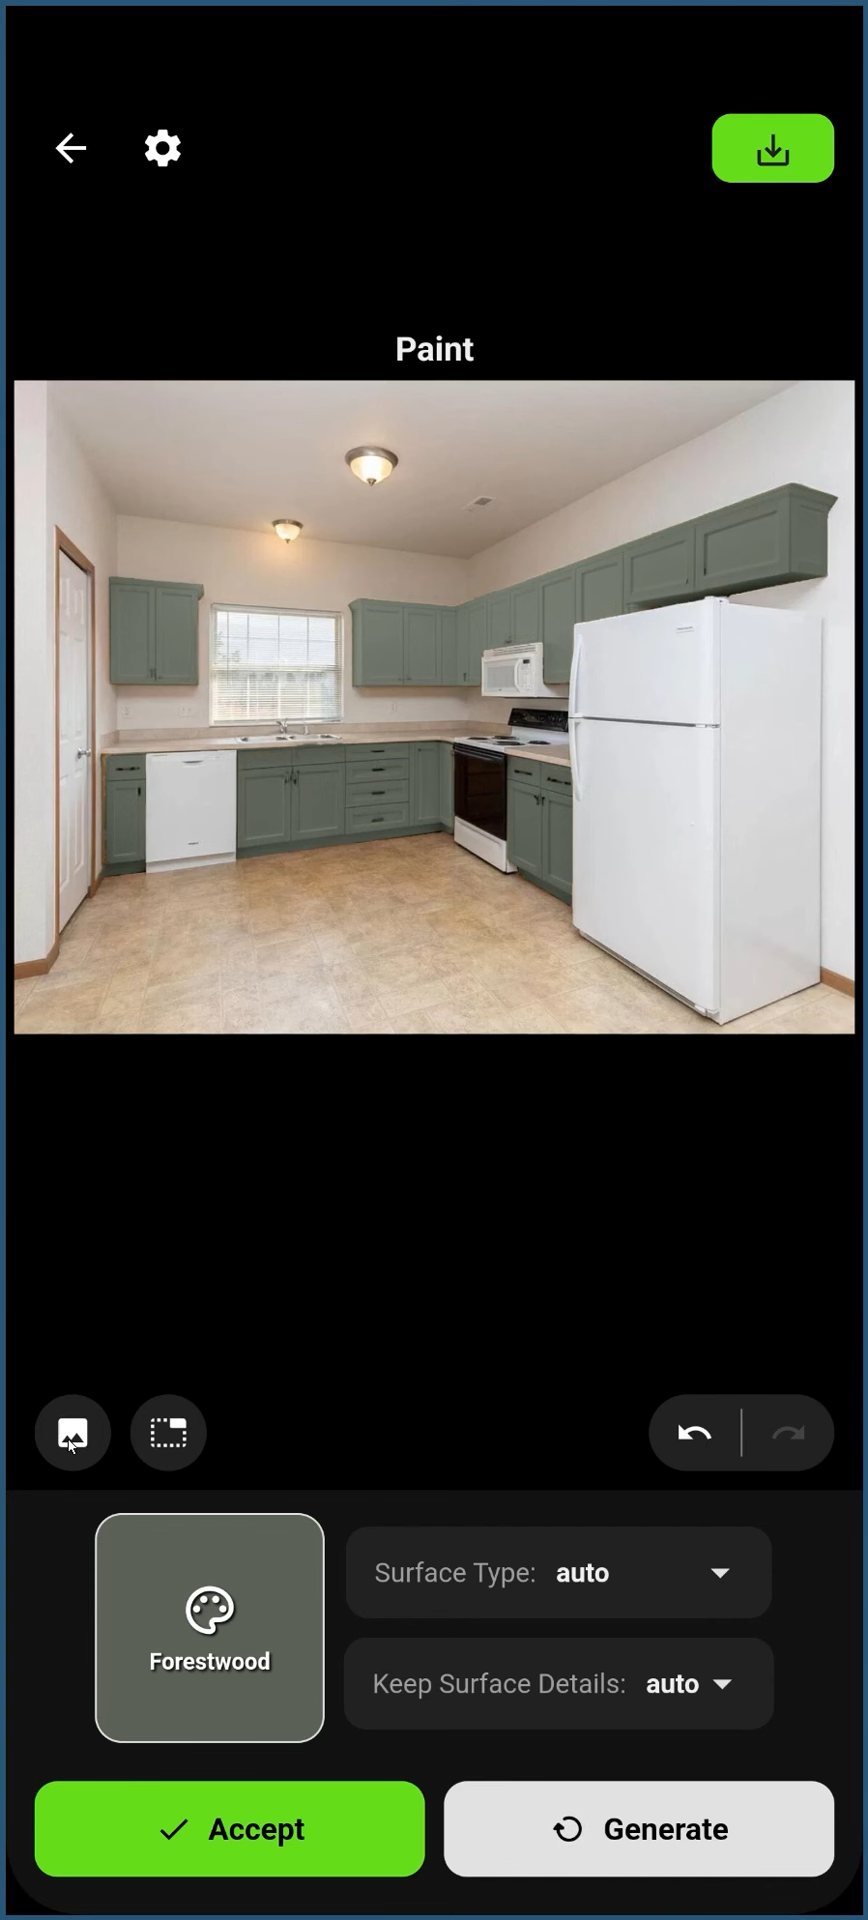 Paint
Forestwood
Surface Type: auto
Keep Surface Details: auto
Accept
Generate